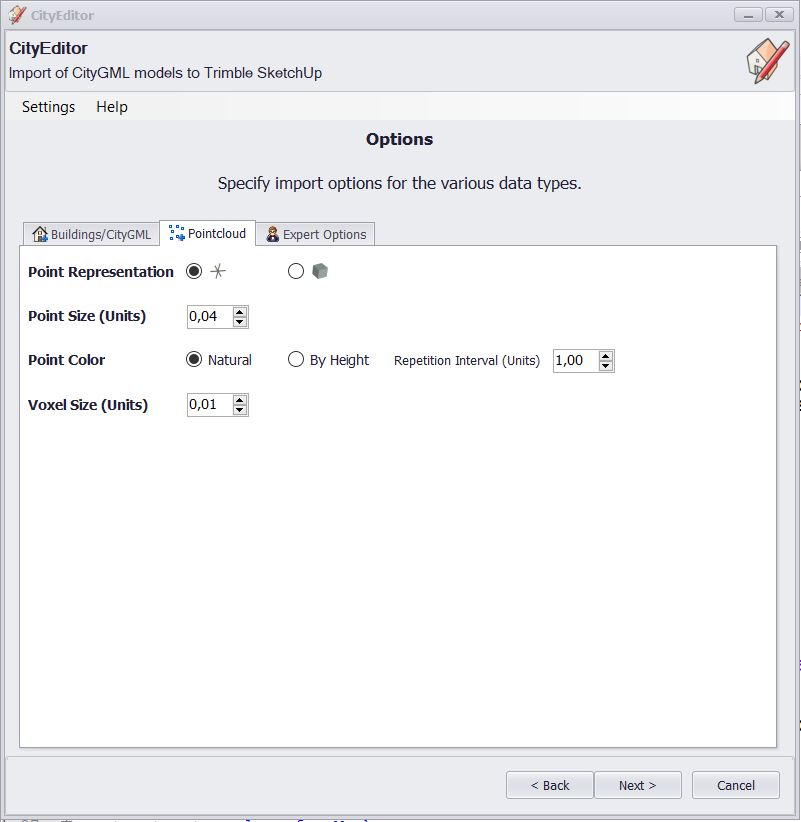 CityEditor
CityEditor
Import of CityGML models to Trimble SketchUp
Settings Help
Options
Specify import options for the various data types.
Buildings/CityGML Pointcloud Expert Options
Point Representation
Point Size (Units) 0,04
Point Color Natural By Height Repetition Interval (Units) 1,00
Voxel Size (Units) 0,01
< Back Next > Cancel